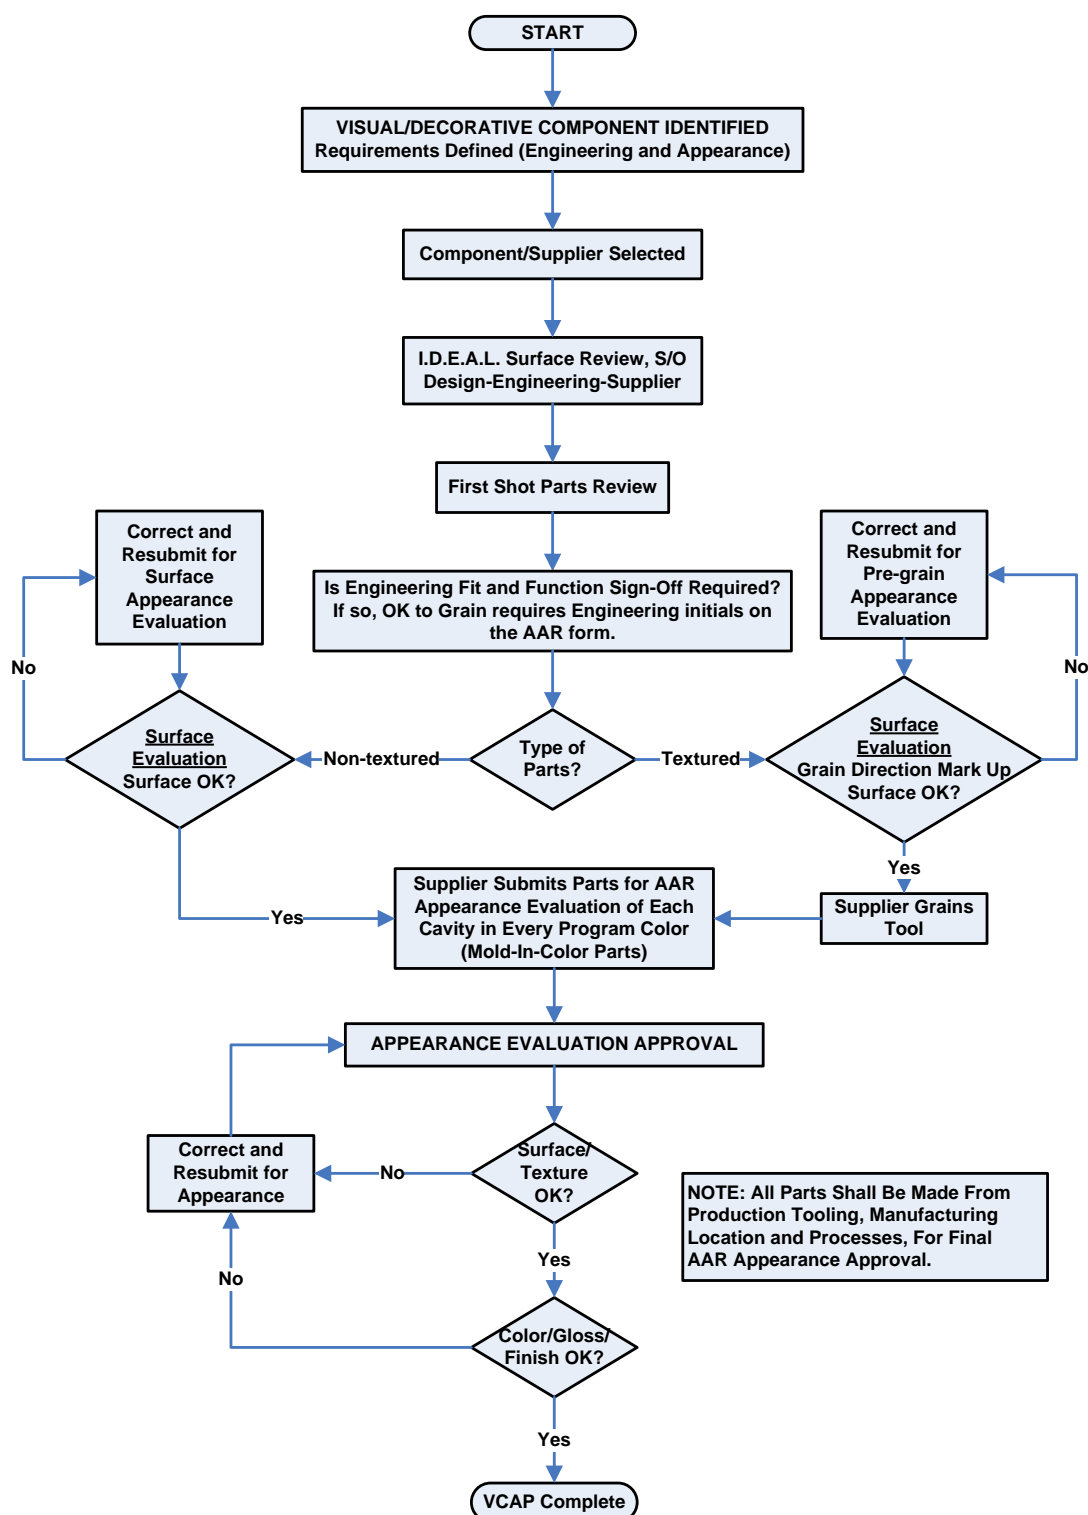 START
VISUAL/DECORATIVE COMPONENT IDENTIFIED
Requirements Defined (Engineering and Appearance)
Component/Supplier Selected
I.D.E.A.L. Surface Review, S/O
Design-Engineering-Supplier
First Shot Parts Review
Correct and
Resubmit for
Surface
Appearance
Evaluation
Is Engineering Fit and Function Sign-Off Required?
If so, OK to Grain requires Engineering initials on
the AAR form.
Correct and
Resubmit for
Pre-grain
Appearance
Evaluation
No
No
Surface
Evaluation
Surface OK?
Non-textured
Type of
Parts?
Textured
Surface
Evaluation
Grain Direction Mark Up
Surface OK?
Yes
Yes
Supplier Submits Parts for AAR
Appearance Evaluation of Each
Cavity in Every Program Color
(Mold-In-Color Parts)
Supplier Grains
Tool
APPEARANCE EVALUATION APPROVAL
Correct and
Resubmit for
Appearance
No
Surface/
Texture
OK?
NOTE: All Parts Shall Be Made From
Production Tooling, Manufacturing
Location and Processes, For Final
AAR Appearance Approval.
Yes
No
Color/Gloss/
Finish OK?
Yes
VCAP Complete